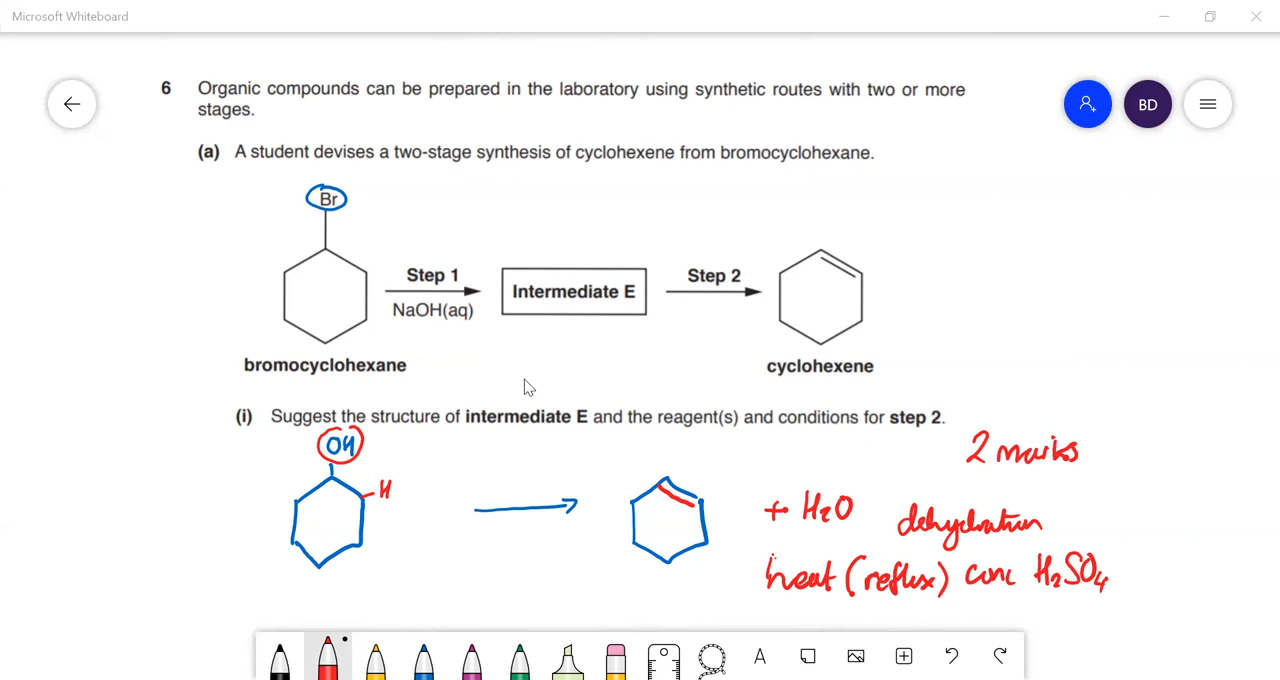 Microsoft Whiteboard
6 Organic compounds can be prepared in the laboratory using synthetic routes with two or more
stages.
BD
(a) A student devises a two-stage synthesis of cyclohexene from bromocyclohexane.
Br
Step 1
Step 2
NaOH(aq)
Intermediate E
bromocyclohexane
cyclohexene
(i) Suggest the structure of intermediate E and the reagent(s) and conditions for step 2.
OH
2 marks
H
+ H₂O dehydration
heat (reflux) conc H₂SO₄
A